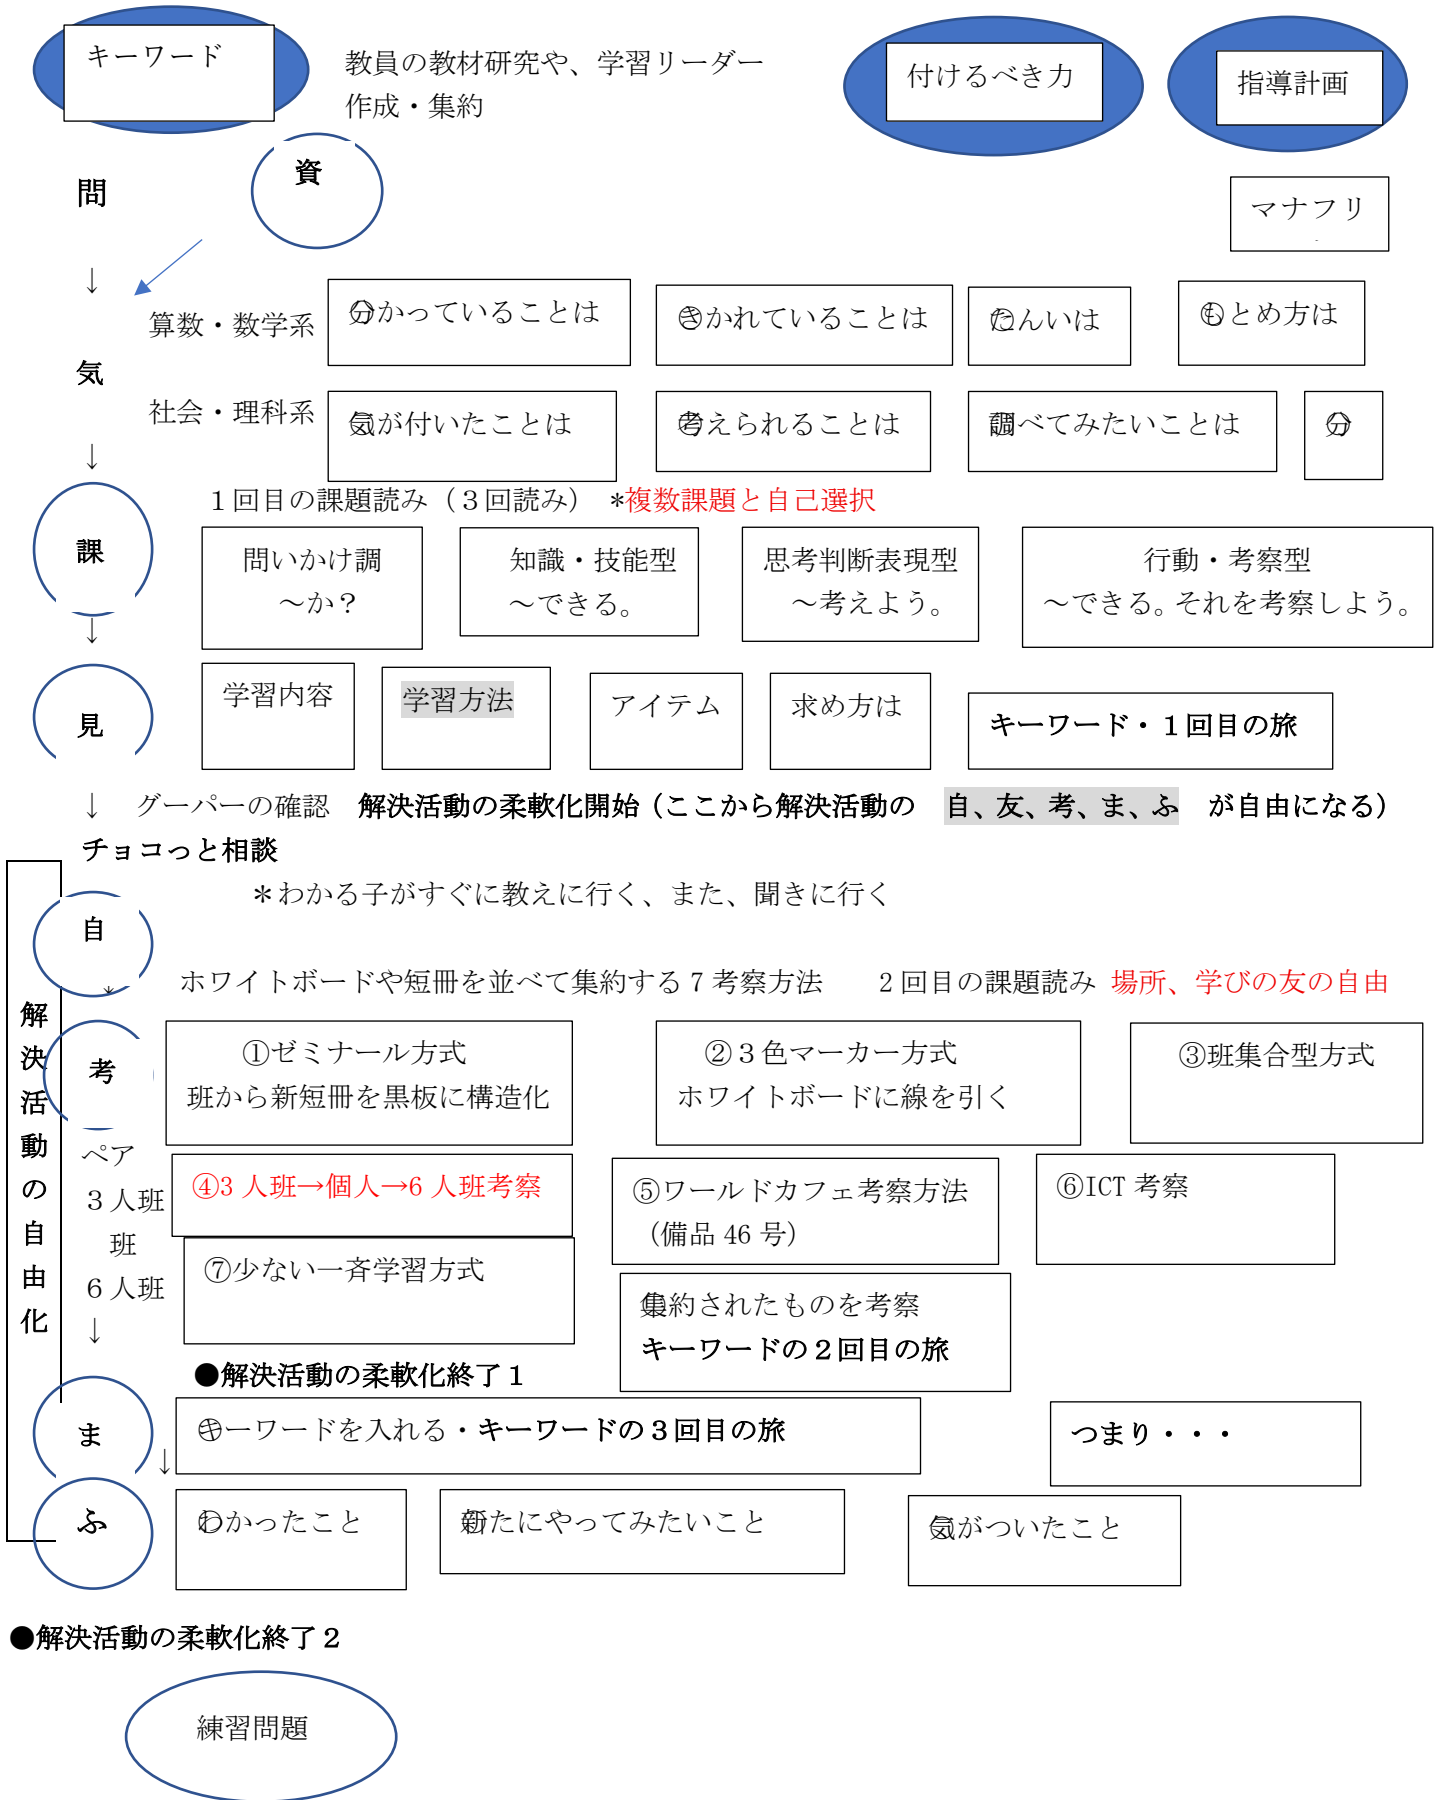 キーワード
教員の教材研究や、学習リーダー
作成・集約
付けるべき力
指導計画
資
問
マナフリ
↓
算数・数学系
分かっていることは
きかれていることは
たんいは
もとめ方は
気
社会・理科系
気が付いたことは
考えられることは
調べてみたいことは
分
↓
1回目の課題読み（3回読み） *複数課題と自己選択
課
問いかけ調
～か？
知識・技能型
～できる。
思考判断表現型
～考えよう。
行動・考察型
～できる。それを考察しよう。
↓
見
学習内容
学習方法
アイテム
求め方は
キーワード・1回目の旅
↓ グーパーの確認 解決活動の柔軟化開始（ここから解決活動の 自、友、考、ま、ふ が自由になる）
チョコっと相談
＊わかる子がすぐに教えに行く、また、聞きに行く
自
解決活動の自由化
ホワイトボードや短冊を並べて集約する7考察方法 2回目の課題読み 場所、学びの友の自由
考
①ゼミナール方式
班から新短冊を黒板に構造化
②3色マーカー方式
ホワイトボードに線を引く
③班集合型方式
ペア
3人班
班
6人班
↓
④3人班→個人→6人班考察
⑤ワールドカフェ考察方法
（備品46号）
⑥ICT考察
⑦少ない一斉学習方式
集約されたものを考察
キーワードの2回目の旅
●解決活動の柔軟化終了1
ま
↓
キーワードを入れる・キーワードの3回目の旅
つまり・・・
ふ
わかったこと
新たにやってみたいこと
気がついたこと
●解決活動の柔軟化終了2
練習問題